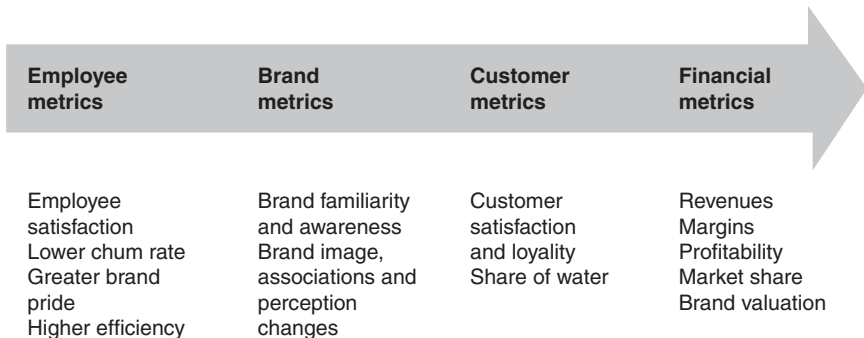 Employee
metrics
Brand
metrics
Customer
metrics
Financial
metrics
Employee
satisfaction
Lower chum rate
Greater brand
pride
Higher efficiency
Brand familiarity
and awareness
Brand image,
associations and
perception
changes
Customer
satisfaction
and loyality
Share of water
Revenues
Margins
Profitability
Market share
Brand valuation